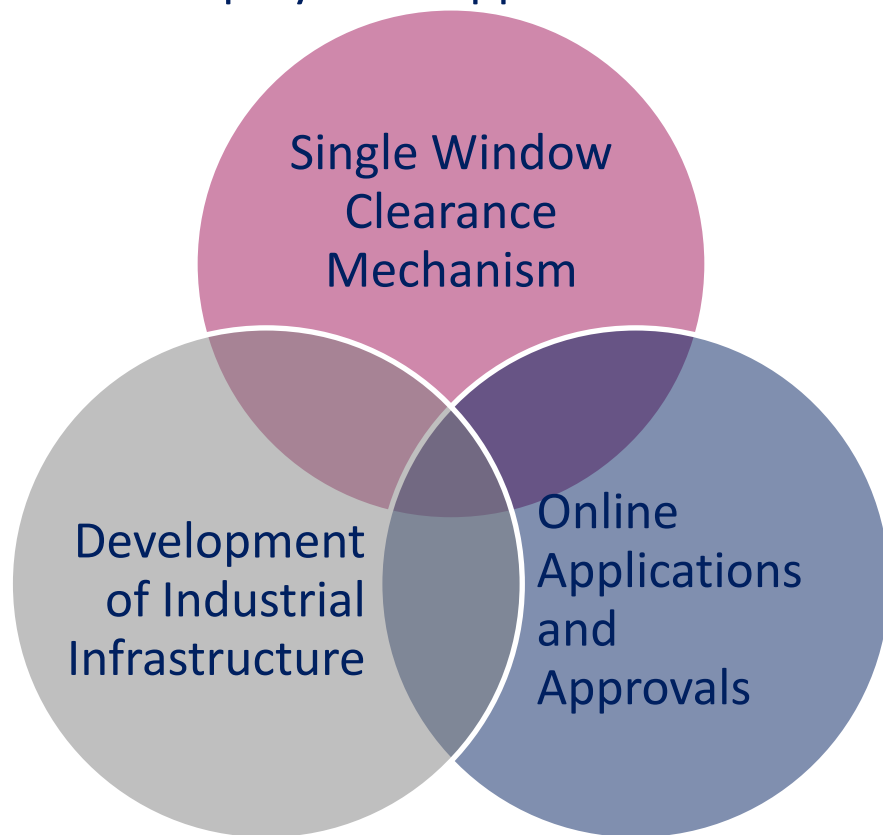 Single Window
Clearance
Mechanism
Development
of Industrial
Infrastructure
Online
Applications
and
Approvals